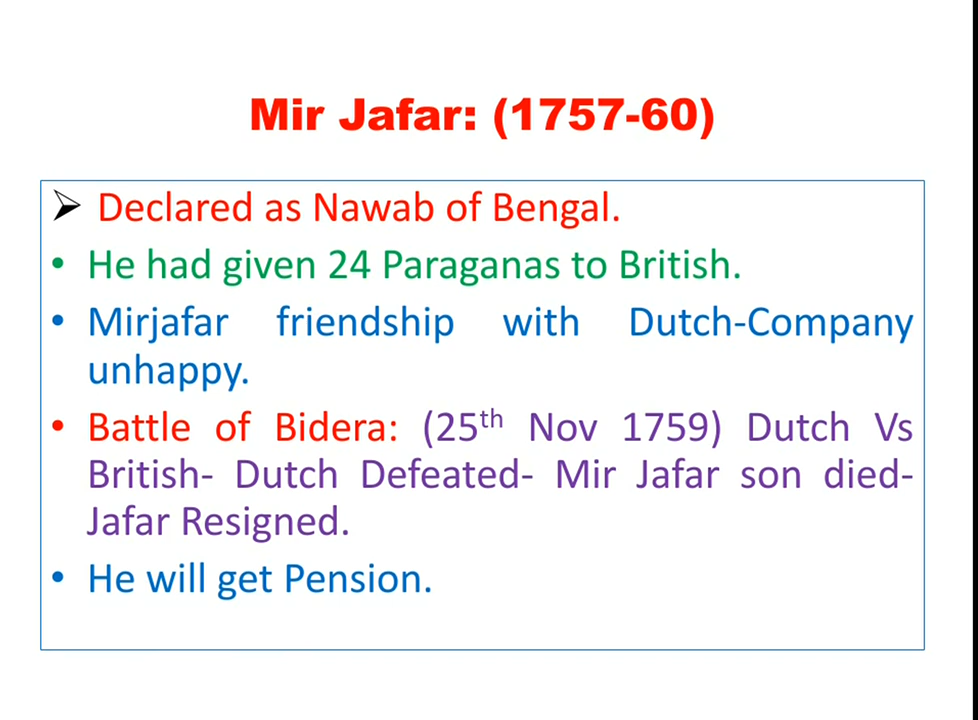 Mir Jafar: (1757-60)
➤ Declared as Nawab of Bengal.
• He had given 24 Paraganas to British.
• Mirjafar friendship with Dutch-Company
unhappy.
• Battle of Bidera: (25th Nov 1759) Dutch Vs
British- Dutch Defeated- Mir Jafar son died-
Jafar Resigned.
• He will get Pension.